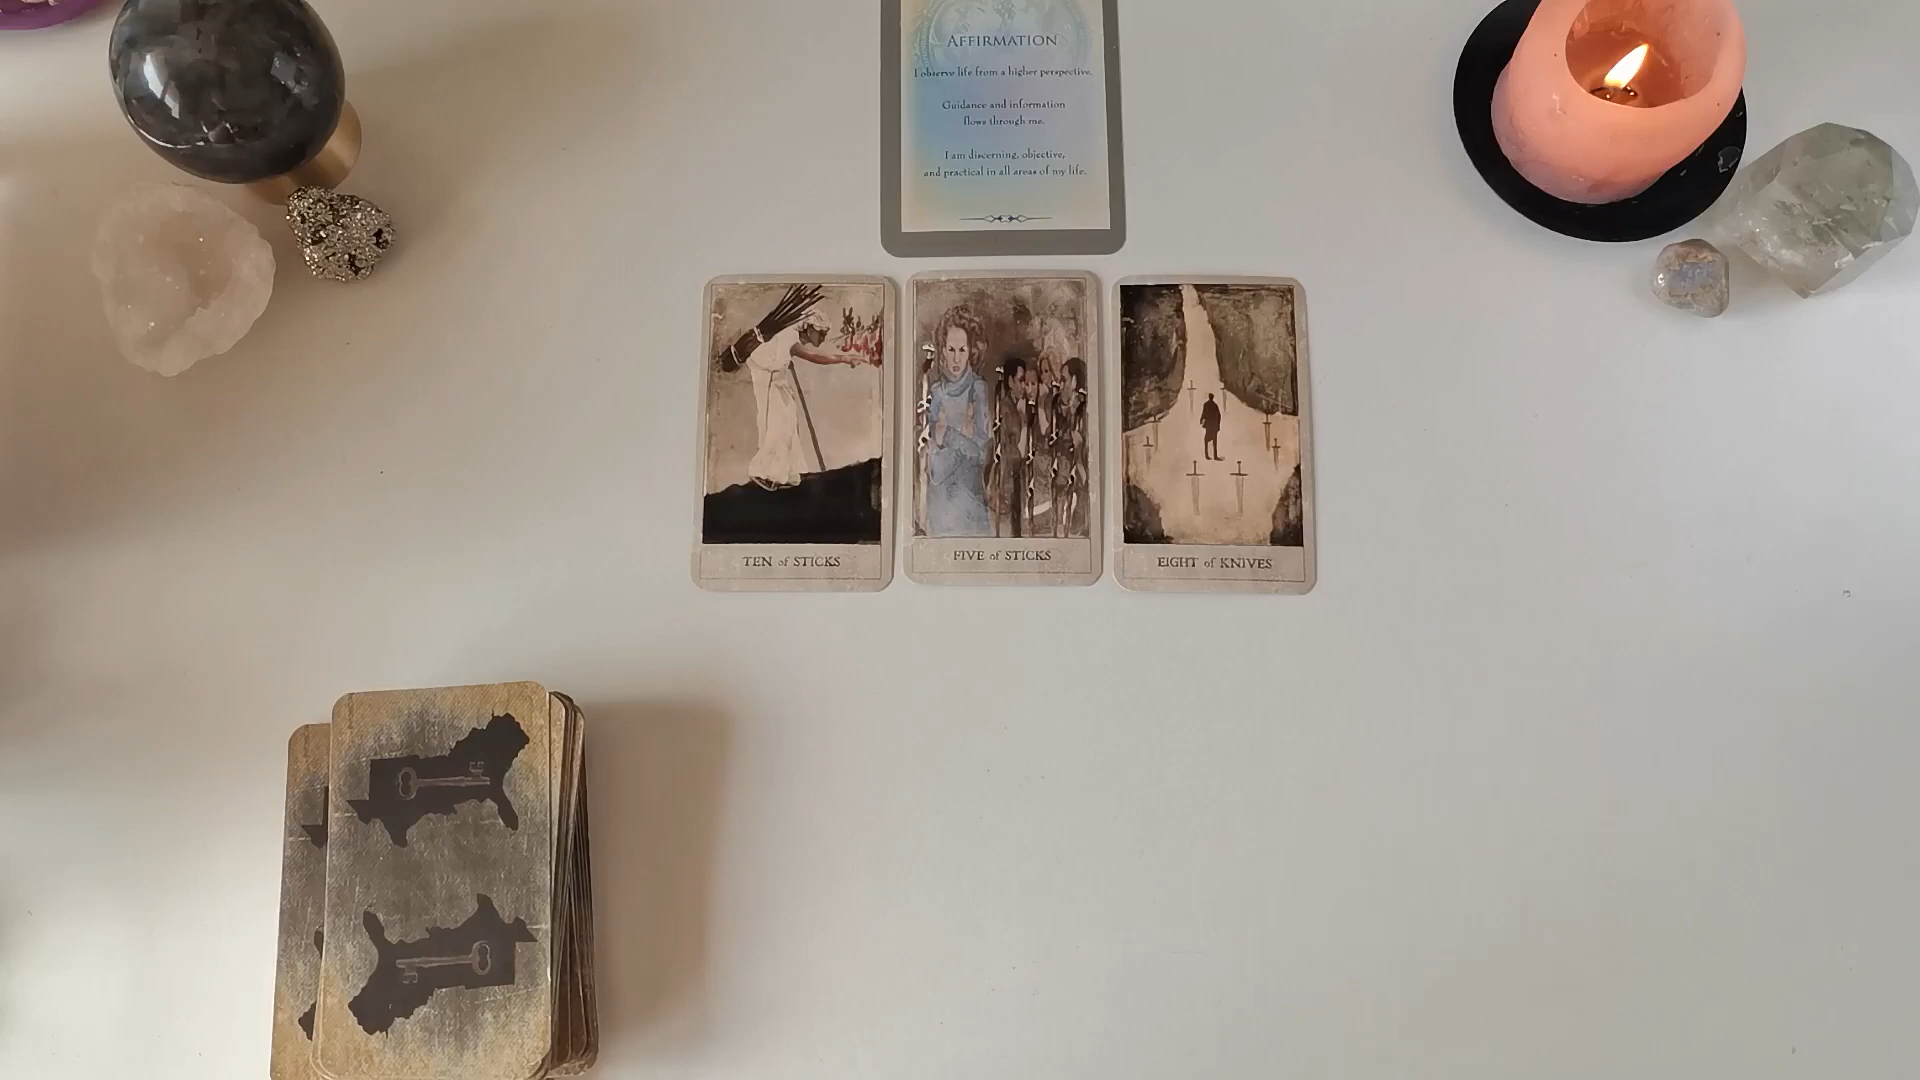 AFFIRMATION
I observe life from a higher perspective.
Guidance and information
flows through me.
I am discerning, objective,
and practical in all areas of my life.
TEN of STICKS
FIVE of STICKS
EIGHT of KNIVES